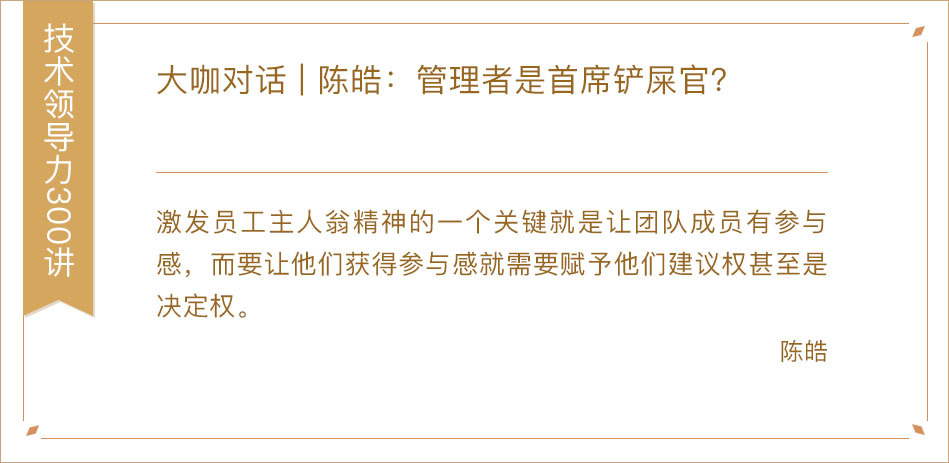 技术领导力300讲
大咖对话｜陈皓：管理者是首席铲屎官？
激发员工主人翁精神的一个关键就是让团队成员有参与
感，而要让他们获得参与感就需要赋予他们建议权甚至是
决定权。
陈皓